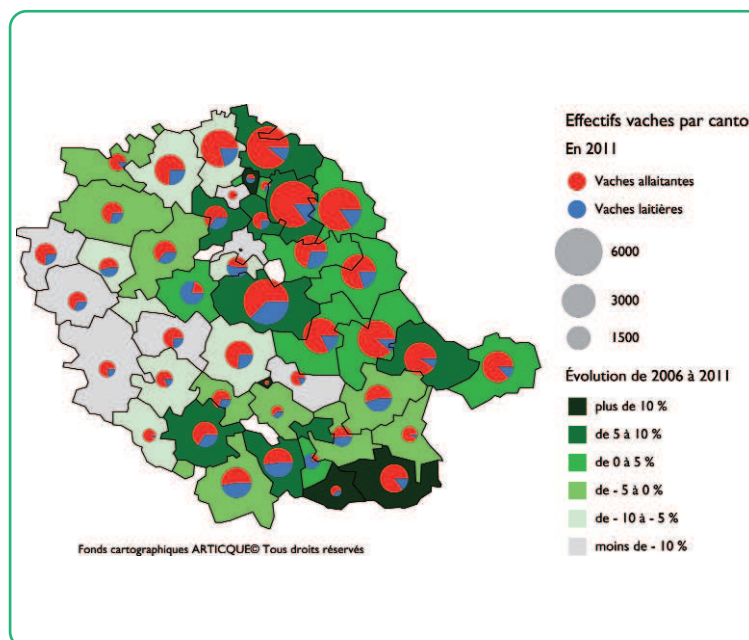 Effectifs vaches par canto
En 2011
Vaches allaitantes
Vaches laitières
6000
3000
1500
Évolution de 2006 à 2011
plus de 10 %
de 5 à 10 %
de 0 à 5 %
de - 5 à 0 %
de - 10 à - 5 %
moins de - 10 %
Fonds cartographiques ARTICQUE© Tous droits réservés